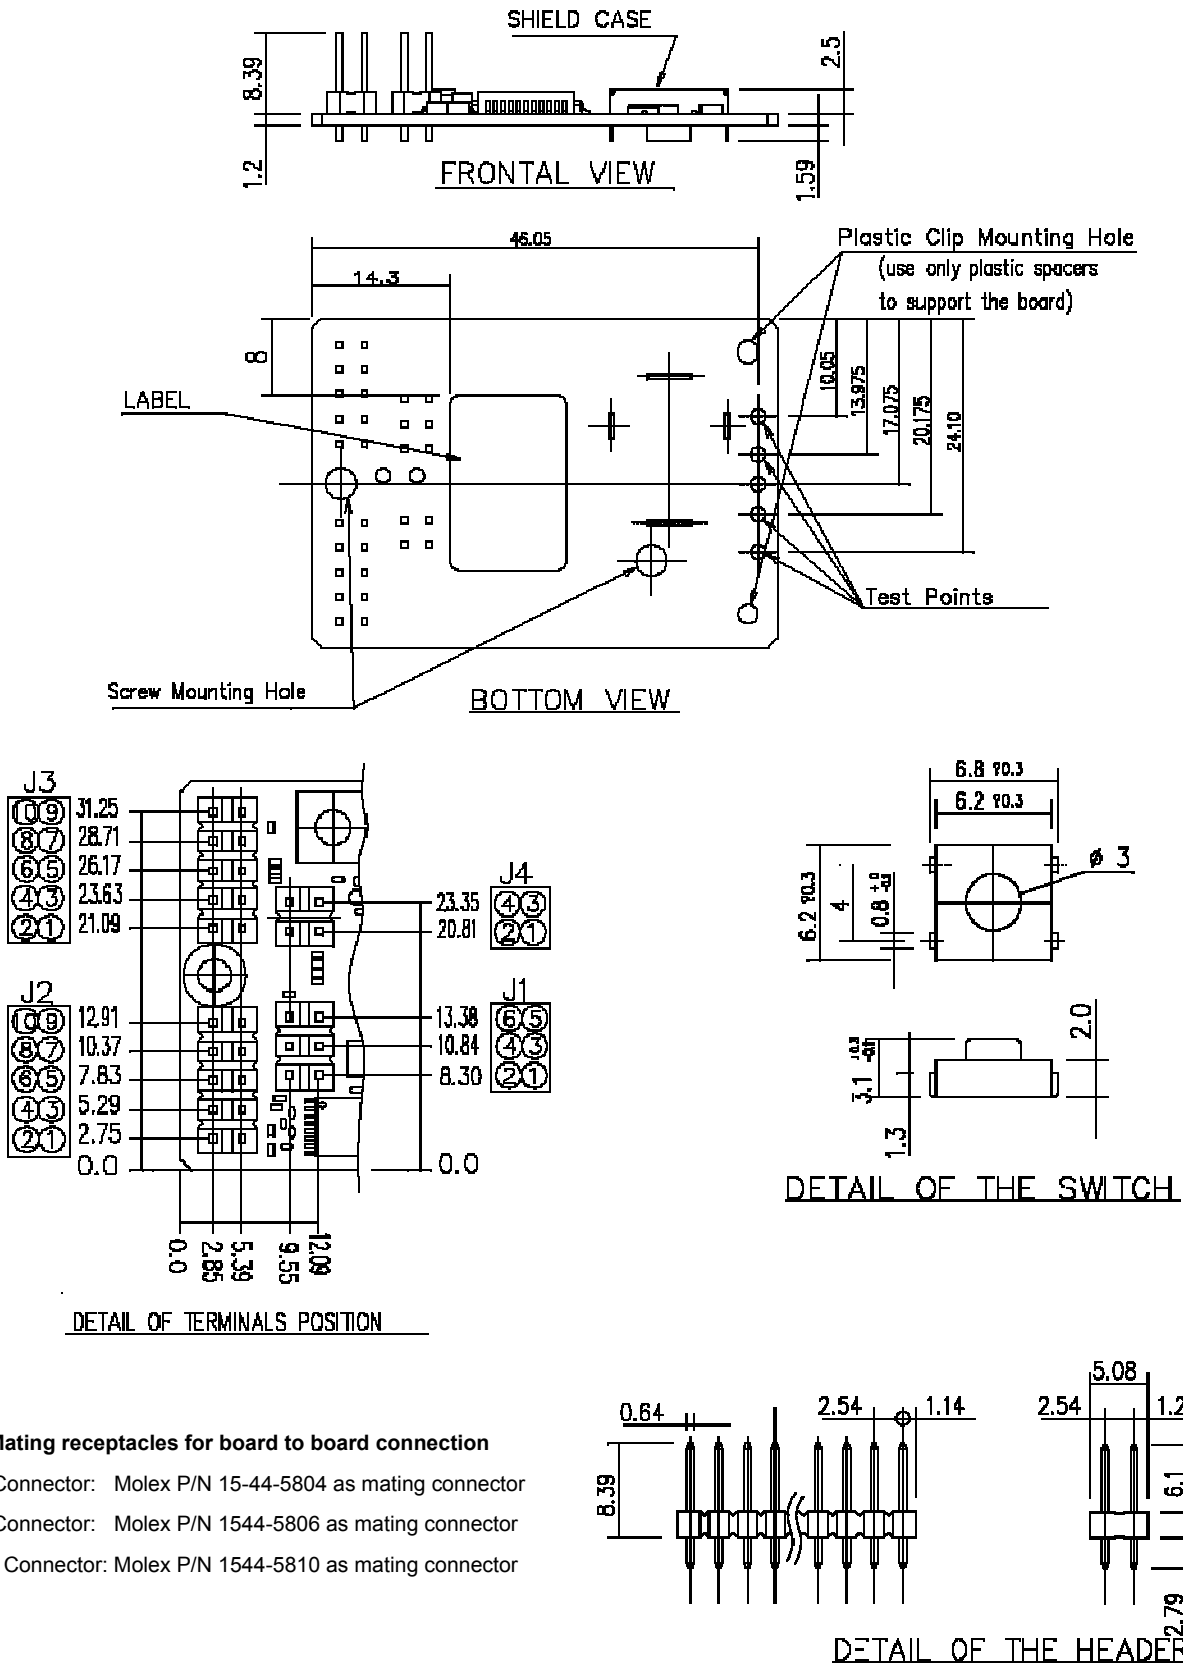 SHIELD CASE
8.39
2.5
1.2
1.59
FRONTAL VIEW
46.05
14.3
8
Plastic Clip Mounting Hole
(use only plastic spacers
to support the board)
10.05
13.975
17.075
20.175
24.10
LABEL
Test Points
Screw Mounting Hole
BOTTOM VIEW
J3
10 9 31.25
8 7 28.71
6 5 26.17
4 3 23.63
2 1 21.09
J2
10 9 12.91
8 7 10.37
6 5 7.83
4 3 5.29
2 1 2.75
0.0
J4
23.35 4 3
20.81 2 1
J1
13.38 6 5
10.84 4 3
8.30 2 1
0.0
0.0
2.85
5.39
9.55
12.09
DETAIL OF TERMINALS POSITION
6.8 ?0.3
6.2 ?0.3
ø 3
6.2 ?0.3
4
0.8
2.0
3.1
1.3
DETAIL OF THE SWITCH
Mating receptacles for board to board connection
Connector: Molex P/N 15-44-5804 as mating connector
Connector: Molex P/N 1544-5806 as mating connector
Connector: Molex P/N 1544-5810 as mating connector
0.64
2.54
1.14
8.39
5.08
2.54
1.2
6.1
2.79
DETAIL OF THE HEADER